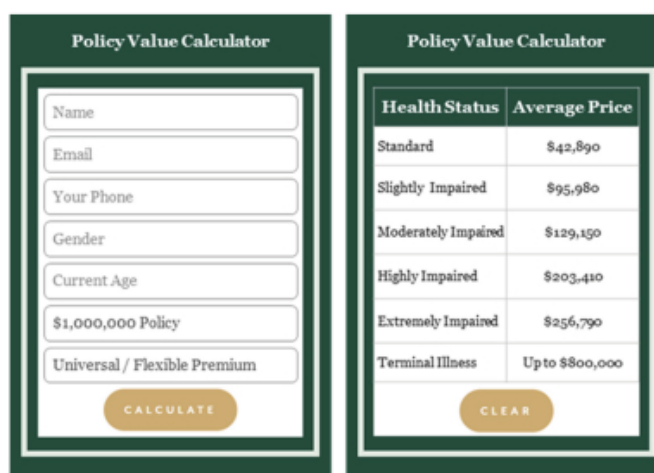 Policy Value Calculator
Name
Email
Your Phone
Gender
Current Age
$1,000,000 Policy
Universal / Flexible Premium
CALCULATE
Policy Value Calculator
Health Status Average Price
Standard $42,890
Slightly Impaired $95,980
Moderately Impaired $129,150
Highly Impaired $203,410
Extremely Impaired $256,790
Terminal Illness Up to $800,000
CLEAR